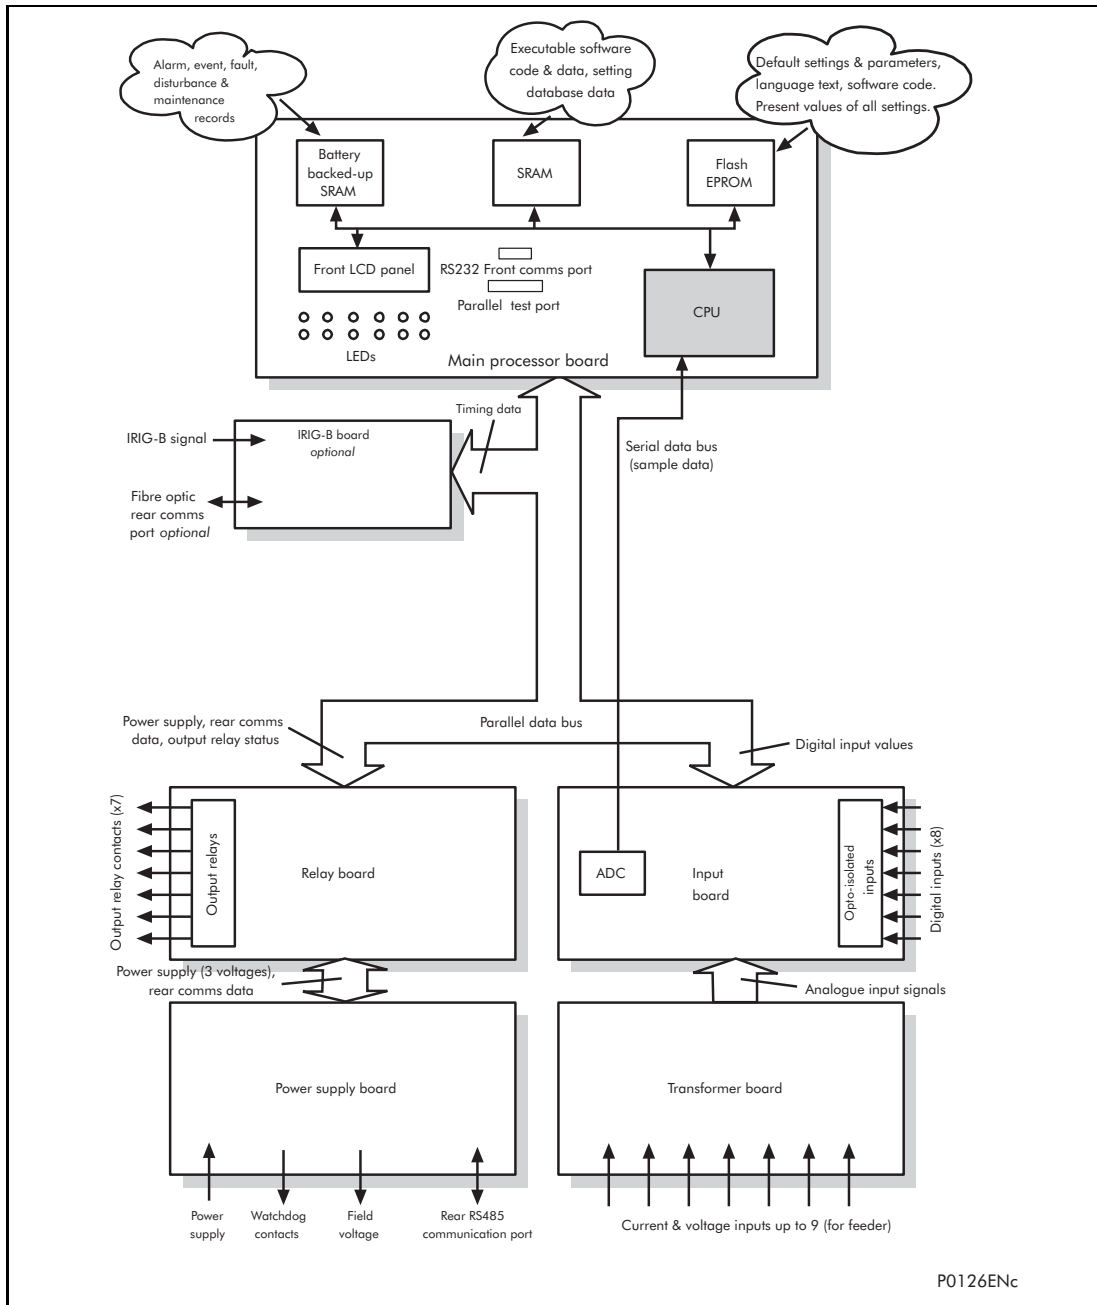 Alarm, event, fault,
disturbance &
maintenance
records
Executable software
code & data, setting
database data
Default settings & parameters,
language text, software code.
Present values of all settings.
Battery
backed-up
SRAM
SRAM
Flash
EPROM
Front LCD panel
RS232 Front comms port
Parallel test port
CPU
LEDs
Main processor board
Timing data
IRIG-B signal
IRIG-B board
optional
Fibre optic
rear comms
port optional
Serial data bus
(sample data)
Power supply, rear comms
data, output relay status
Parallel data bus
Digital input values
Output relay contacts (x7)
Output relays
Relay board
ADC
Input
board
Opto-isolated
inputs
Digital inputs (x8)
Power supply (3 voltages),
rear comms data
Analogue input signals
Power supply board
Transformer board
Power
supply
Watchdog
contacts
Field
voltage
Rear RS485
communication port
Current & voltage inputs up to 9 (for feeder)
P0126ENc